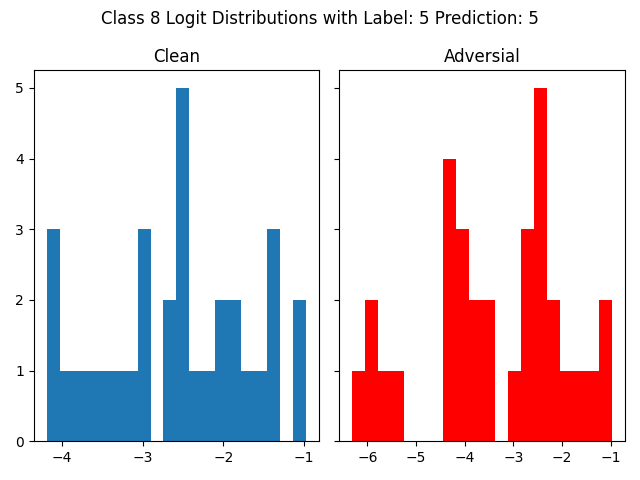 Class 8 Logit Distributions with Label: 5 Prediction: 5
Clean
Adversial
5
4
3
2
1
0
−4 −3 −2 −1
−6 −5 −4 −3 −2 −1